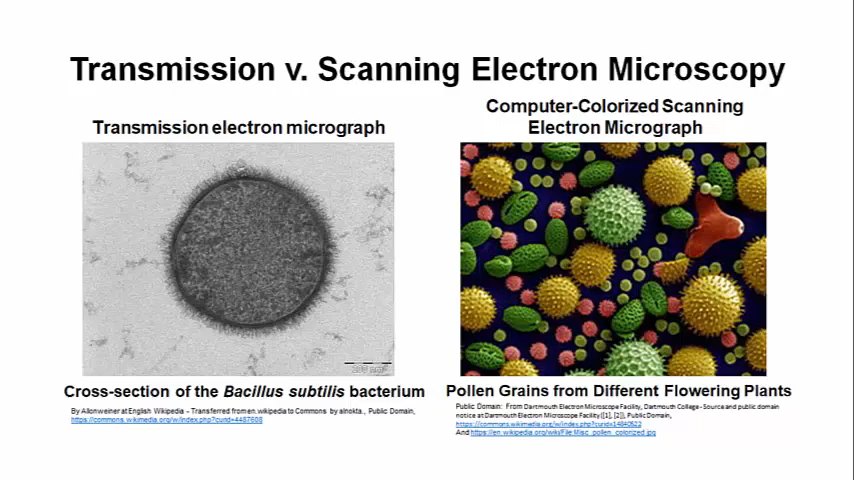 Transmission v. Scanning Electron Microscopy
Transmission electron micrograph
200 nm
Cross-section of the Bacillus subtilis bacterium
By Allonweiner at English Wikipedia - Transferred from en.wikipedia to Commons by alnokta., Public Domain,
https://commons.wikimedia.org/w/index.php?curid=4487608
Computer-Colorized Scanning
Electron Micrograph
Pollen Grains from Different Flowering Plants
Public Domain: From Dartmouth Electron Microscope Facility, Dartmouth College - Source and public domain
notice at Dartmouth Electron Microscope Facility ([1], [2]), Public Domain,
https://commons.wikimedia.org/w/index.php?curid=14840522
And https://en.wikipedia.org/wiki/File:Misc_pollen_colorized.jpg